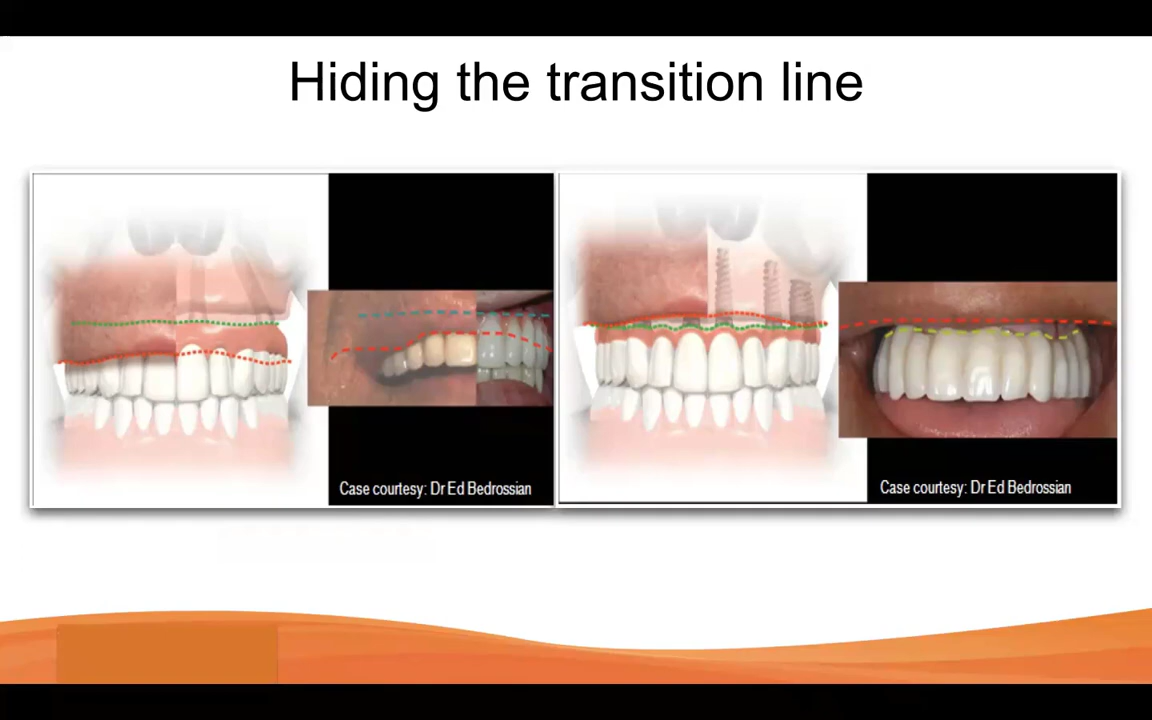 Hiding the transition line
Case courtesy: Dr Ed Bedrossian
Case courtesy: Dr Ed Bedrossian